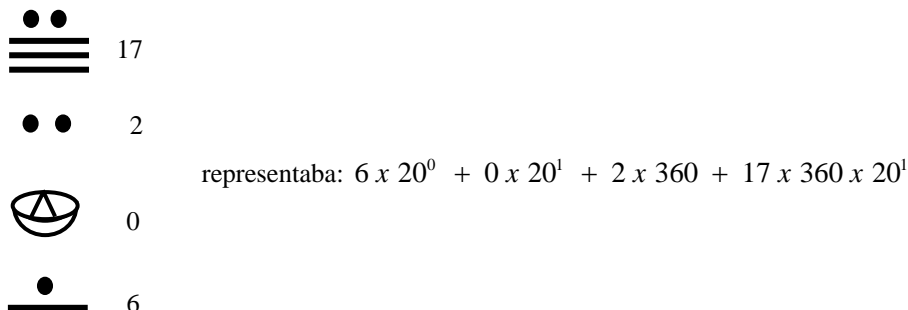 17
2
representaba: 6 x 20⁰ + 0 x 20¹ + 2 x 360 + 17 x 360 x 20¹
0
6